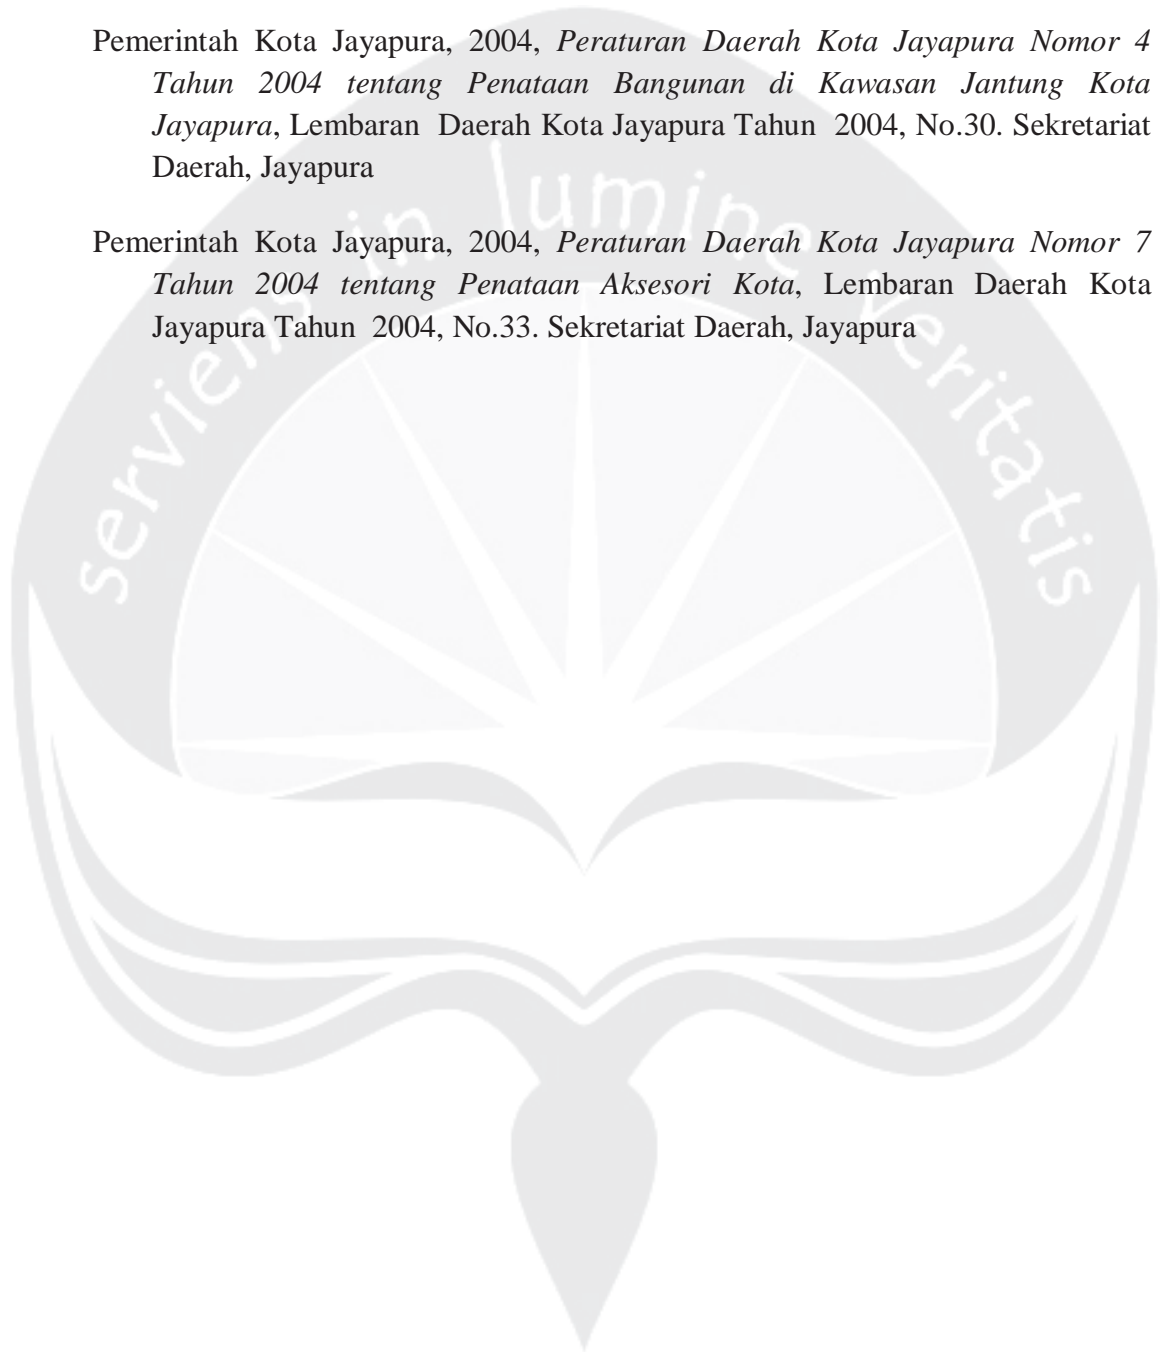 Pemerintah Kota Jayapura, 2004, Peraturan Daerah Kota Jayapura Nomor 4
Tahun 2004 tentang Penataan Bangunan di Kawasan Jantung Kota
Jayapura, Lembaran Daerah Kota Jayapura Tahun 2004, No.30. Sekretariat
Daerah, Jayapura
Pemerintah Kota Jayapura, 2004, Peraturan Daerah Kota Jayapura Nomor 7
Tahun 2004 tentang Penataan Aksesori Kota, Lembaran Daerah Kota
Jayapura Tahun 2004, No.33. Sekretariat Daerah, Jayapura
serviens in lumine veritatis